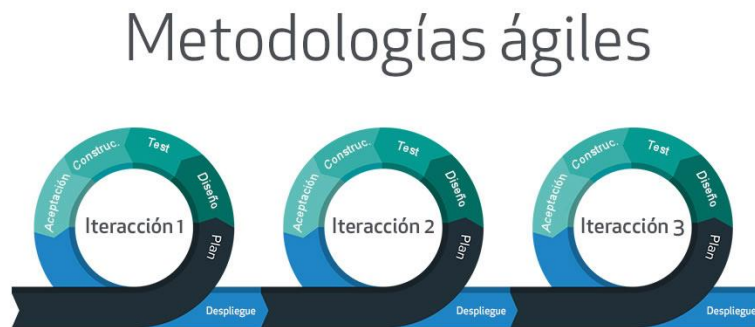 Metodologías ágiles
Aceptación
Construc.
Test
Diseño
Plan
Iteracción 1
Despliegue
Aceptación
Construc.
Test
Diseño
Plan
Iteracción 2
Despliegue
Aceptación
Construc.
Test
Diseño
Plan
Iteracción 3
Despliegue